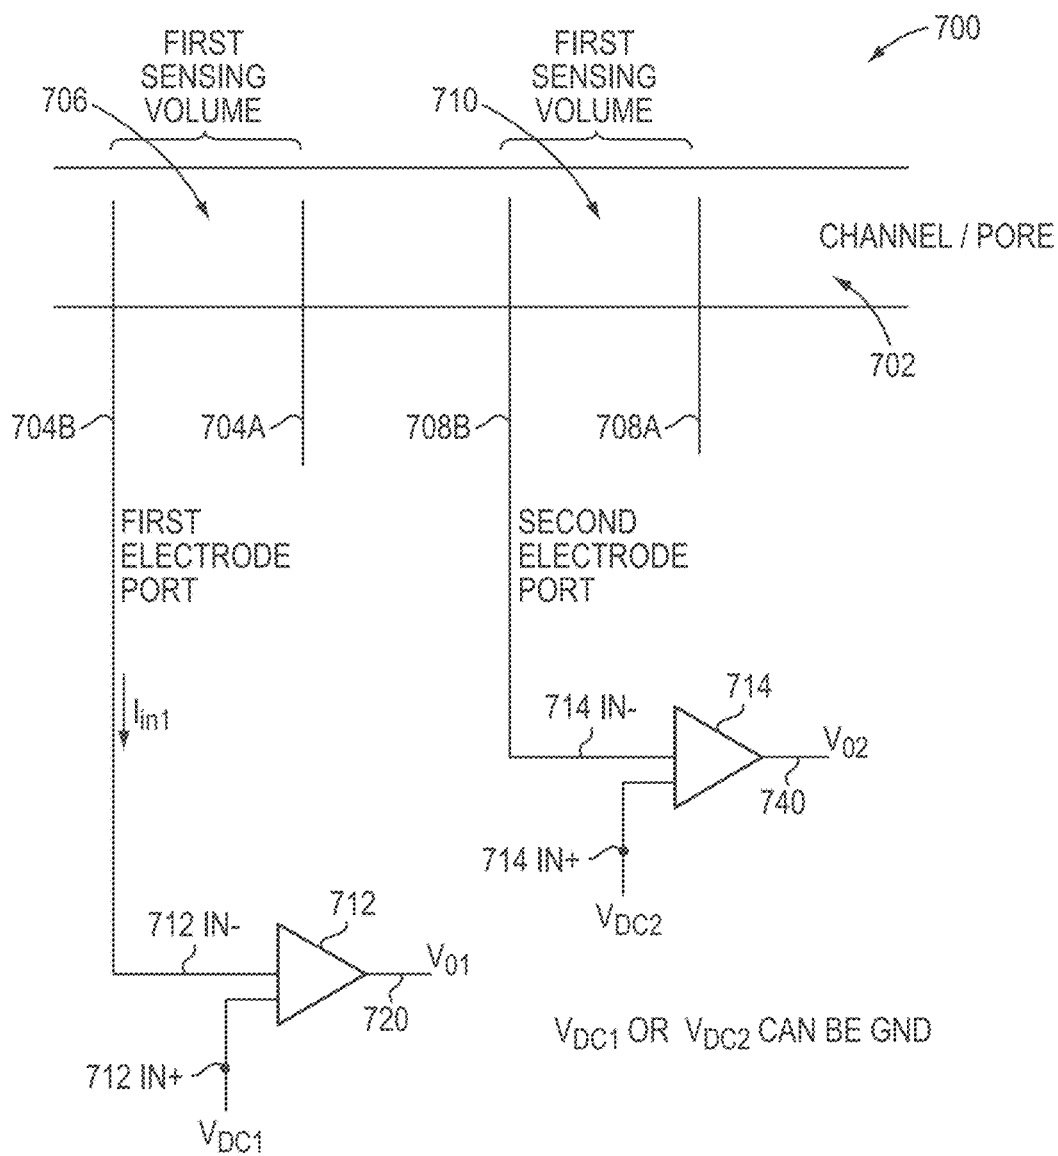 700
FIRST
SENSING
VOLUME
FIRST
SENSING
VOLUME
706
710
CHANNEL / PORE
702
704B
704A
708B
708A
FIRST
ELECTRODE
PORT
SECOND
ELECTRODE
PORT
Iin1
714 IN-
714
V02
740
714 IN+
VDC2
712 IN-
712
V01
720
VDC1 OR VDC2 CAN BE GND
712 IN+
VDC1